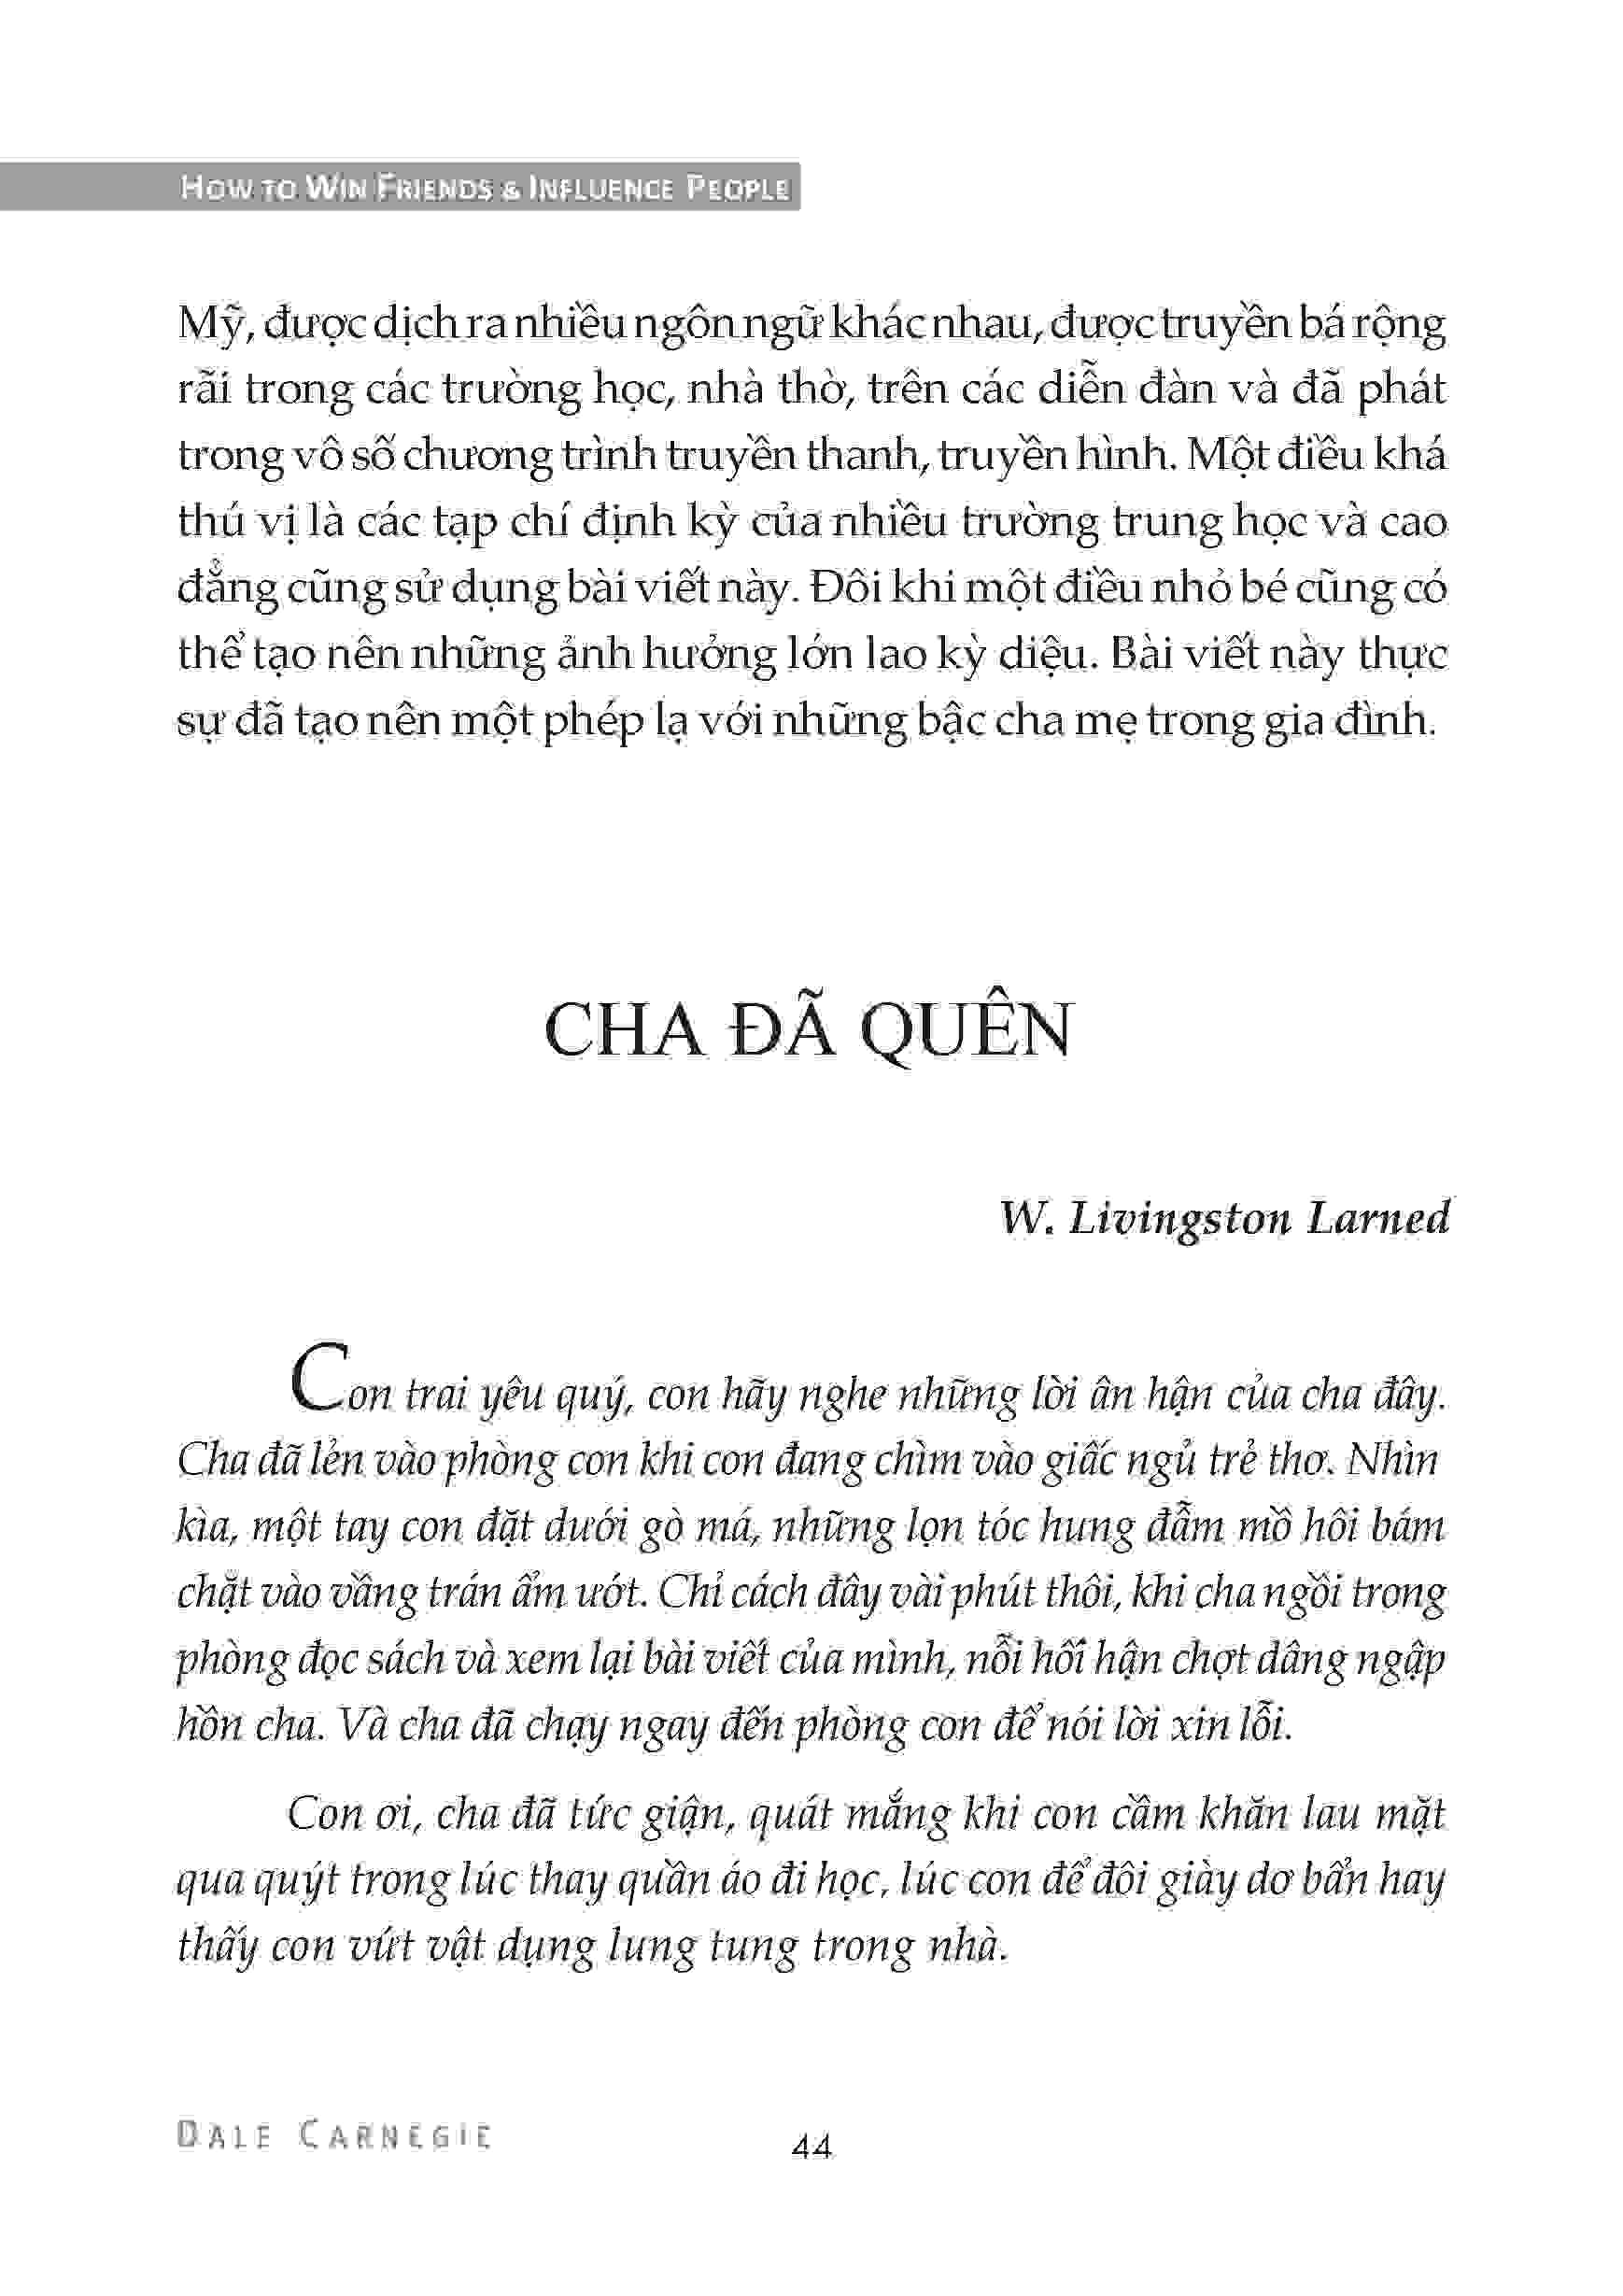 HOW TO WIN FRIENDS & INFLUENCE PEOPLE
Mỹ, được dịch ra nhiều ngôn ngữ khác nhau, được truyền bá rộng
rãi trong các trường học, nhà thờ, trên các diễn đàn và đã phát
trong vô số chương trình truyền thanh, truyền hình. Một điều khá
thú vị là các tạp chí định kỳ của nhiều trường trung học và cao
đẳng cũng sử dụng bài viết này. Đôi khi một điều nhỏ bé cũng có
thể tạo nên những ảnh hưởng lớn lao kỳ diệu. Bài viết này thực
sự đã tạo nên một phép lạ với những bậc cha mẹ trong gia đình.
CHA ĐÃ QUÊN
W. Livingston Larned
Con trai yêu quý, con hãy nghe những lời ân hận của cha đây.
Cha đã lẻn vào phòng con khi con đang chìm vào giấc ngủ trẻ thơ. Nhìn
kìa, một tay con đặt dưới gò má, những lọn tóc hung đẫm mồ hôi bám
chặt vào vầng trán ẩm ướt. Chỉ cách đây vài phút thôi, khi cha ngồi trong
phòng đọc sách và xem lại bài viết của mình, nỗi hối hận chợt dâng ngập
hồn cha. Và cha đã chạy ngay đến phòng con để nói lời xin lỗi.
Con ơi, cha đã tức giận, quát mắng khi con cầm khăn lau mặt
qua quýt trong lúc thay quần áo đi học, lúc con để đôi giày dơ bẩn hay
thấy con vứt vật dụng lung tung trong nhà.
DALE CARNEGIE
44